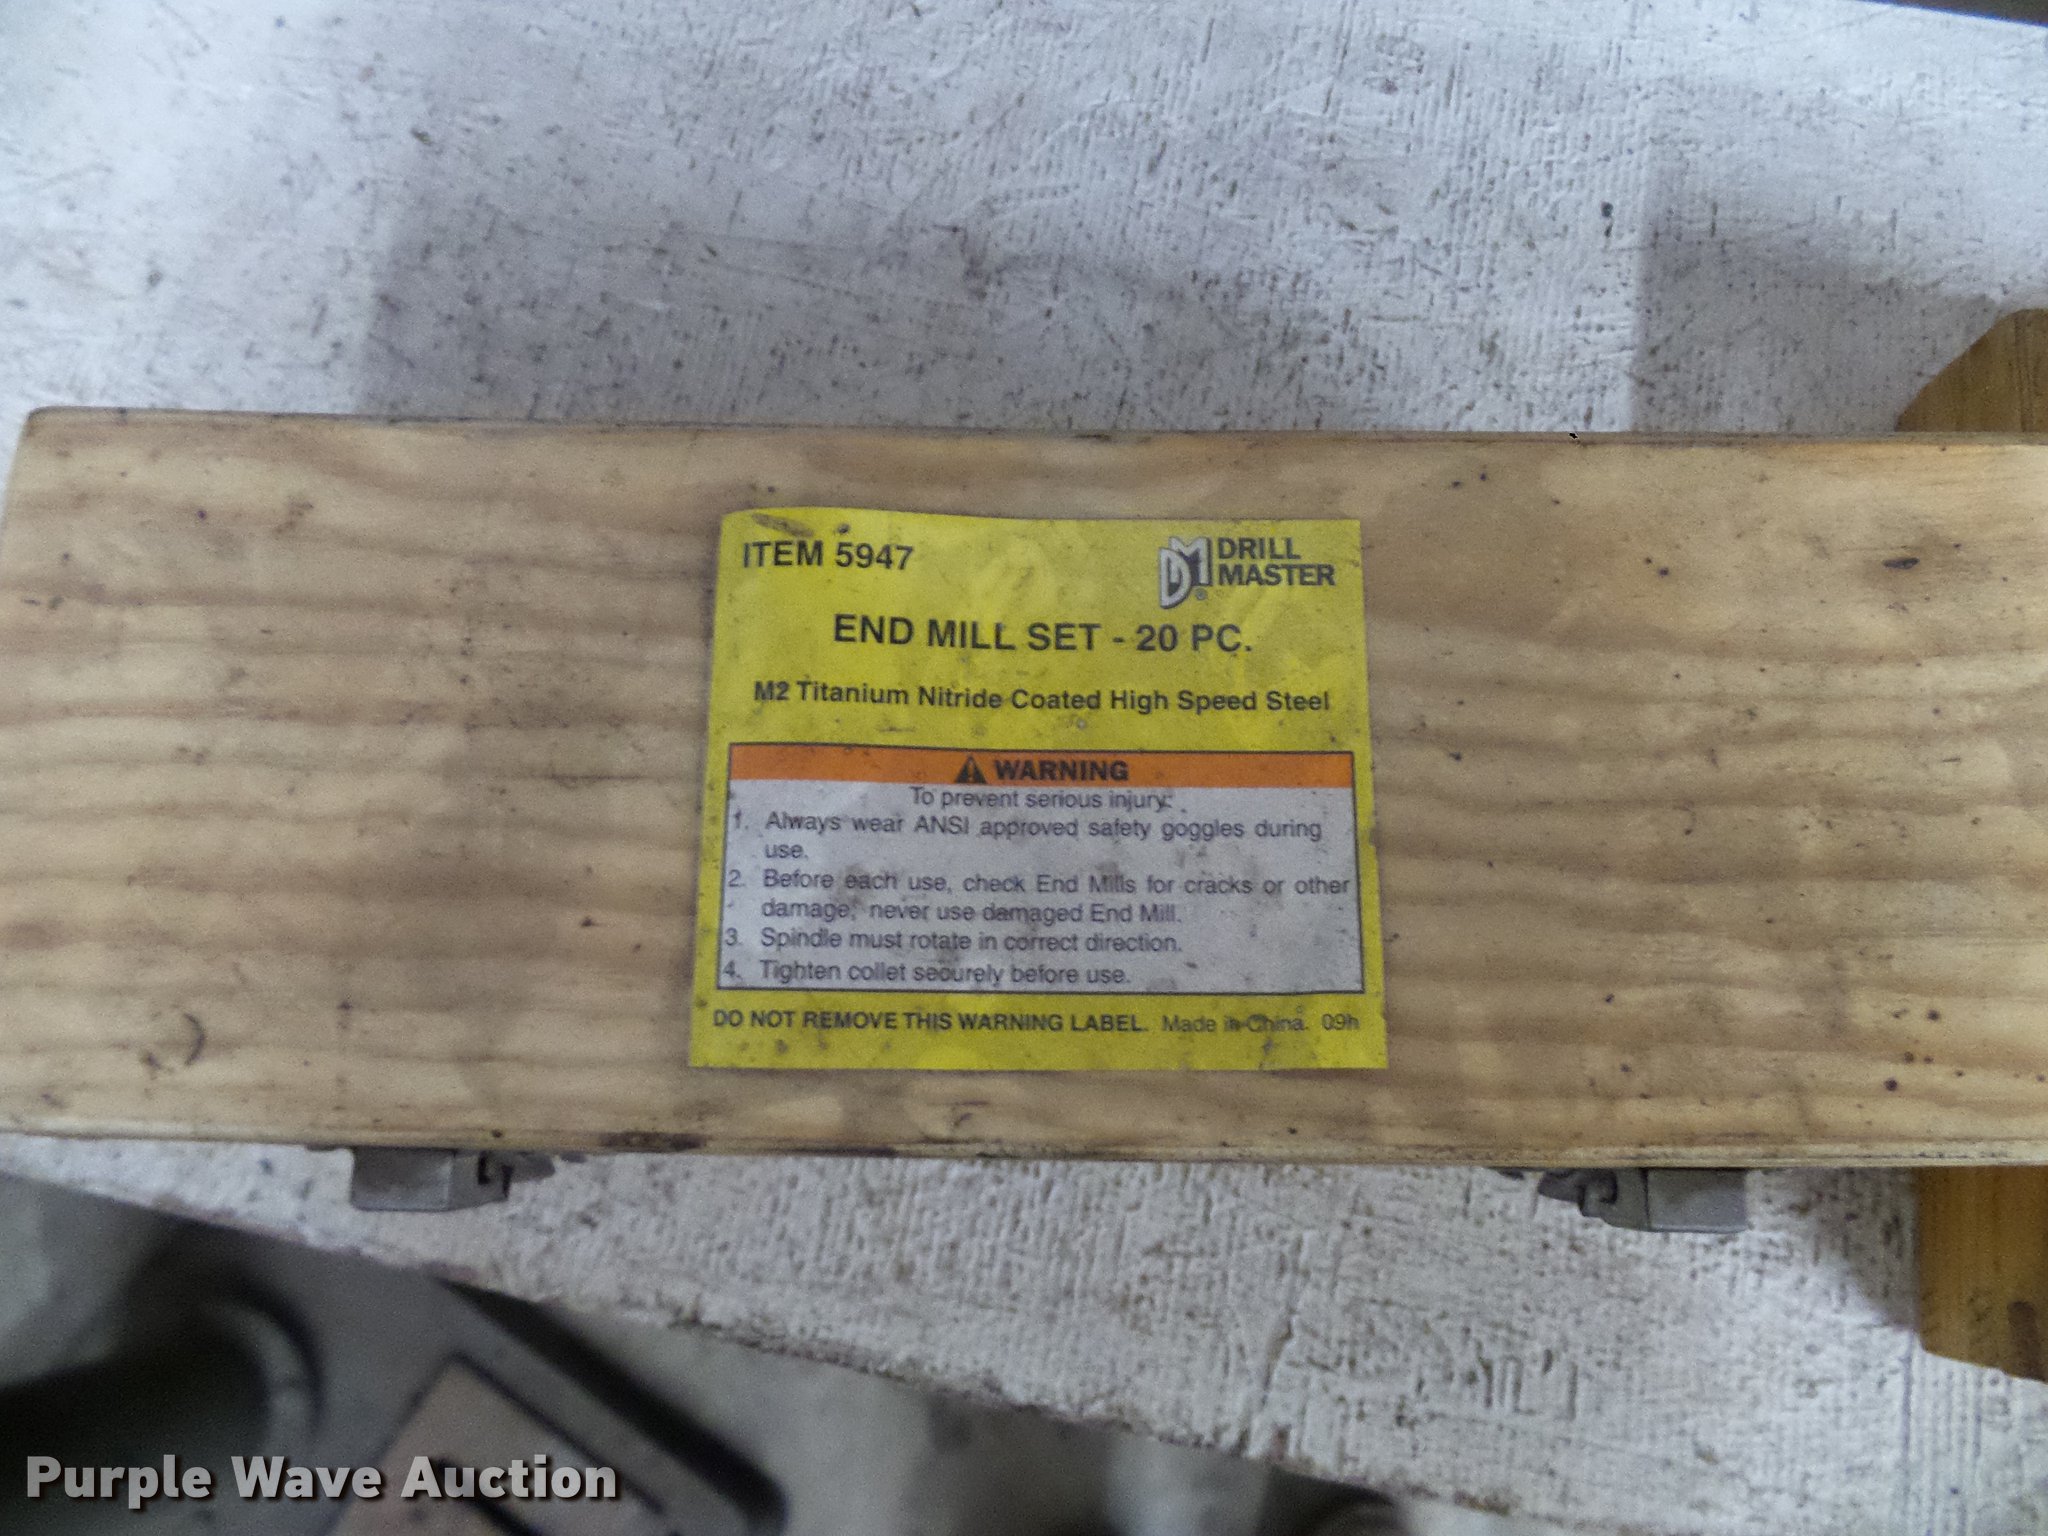 ITEM 5947
DM® DRILL
MASTER
END MILL SET - 20 PC.
M2 Titanium Nitride Coated High Speed Steel
WARNING
To prevent serious injury:
1. Always wear ANSI approved safety goggles during
use.
2. Before each use, check End Mills for cracks or other
damage; never use damaged End Mill.
3. Spindle must rotate in correct direction.
4. Tighten collet securely before use.
DO NOT REMOVE THIS WARNING LABEL. Made in China. 09h
Purple Wave Auction